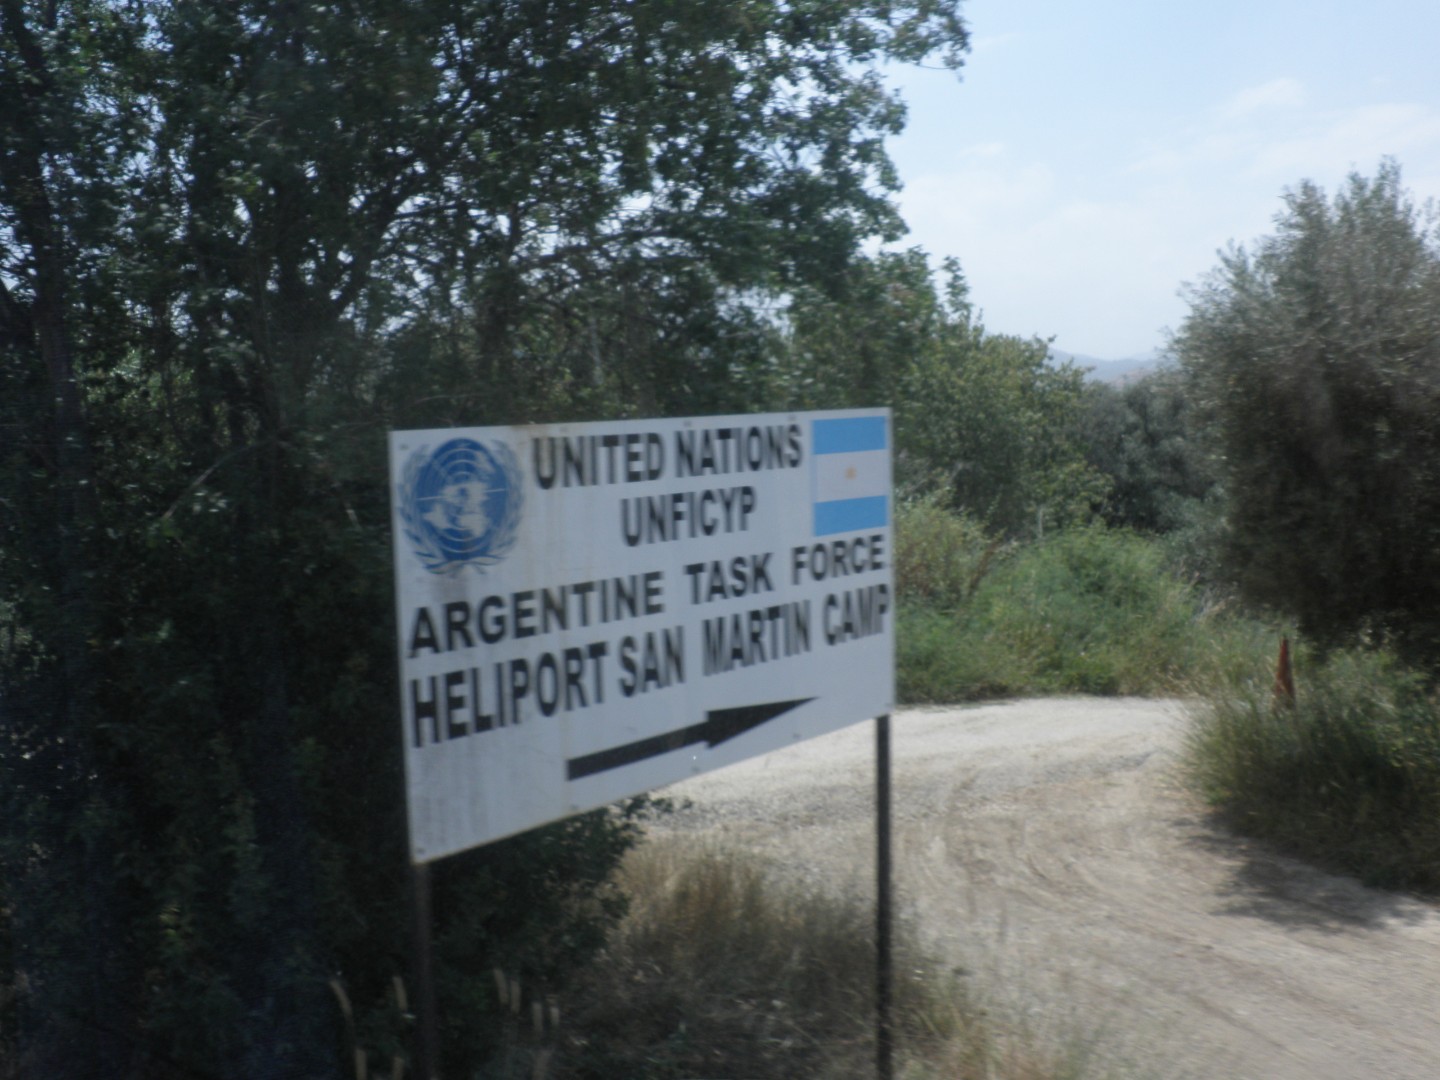 UNITED NATIONS
UNFICYP
ARGENTINE TASK FORCE
HELIPORT SAN MARTIN CAMP